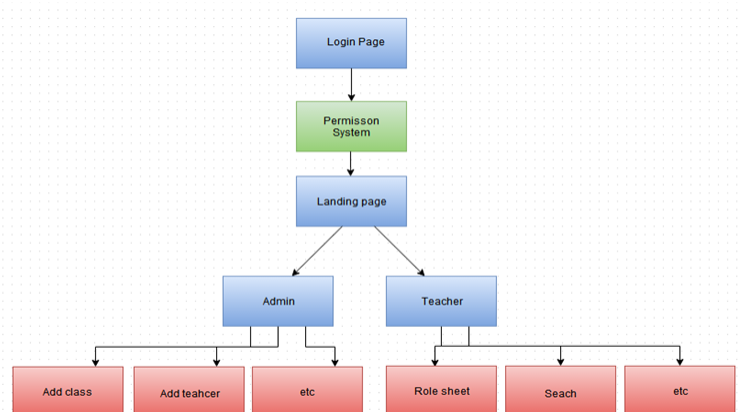 Login Page
Permisson
System
Landing page
Admin
Teacher
Add class
Add teahcer
etc
Role sheet
Seach
etc